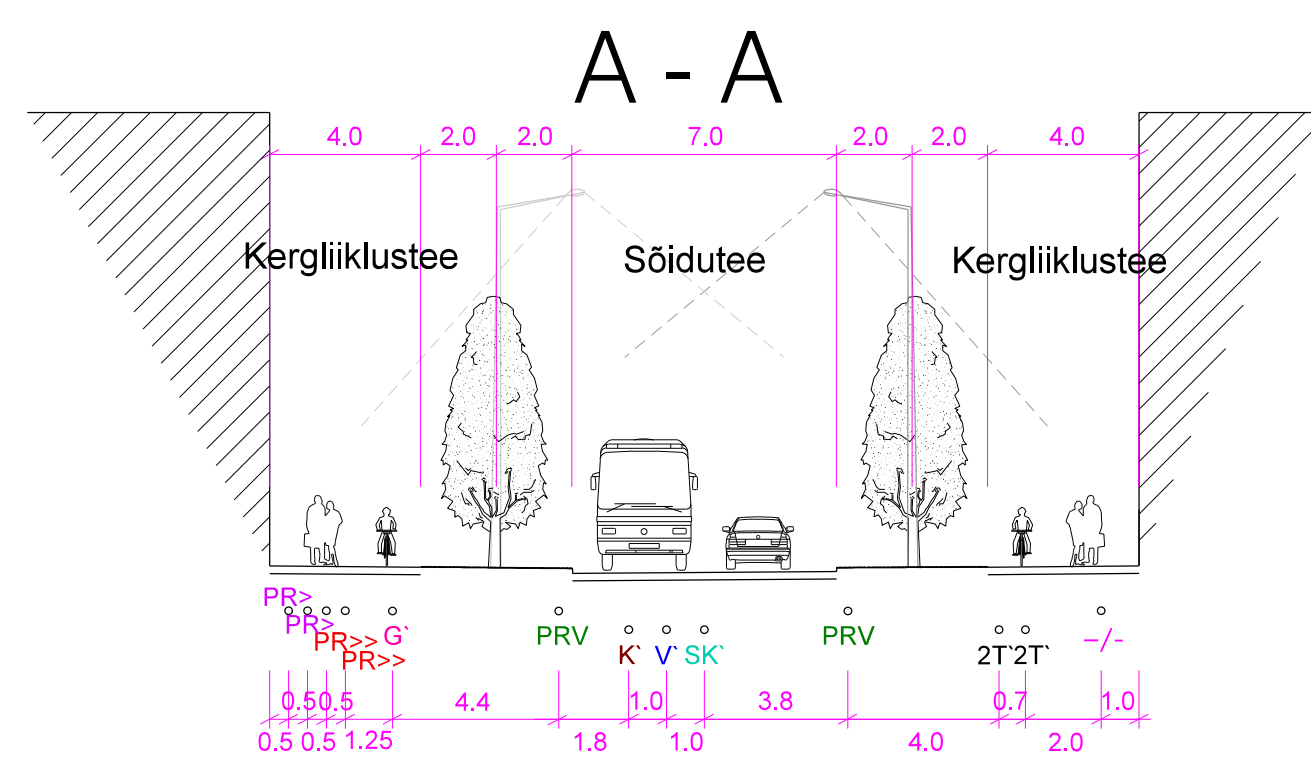 A - A
4.0 2.0 2.0 7.0 2.0 2.0 4.0
Kergliiklustee Sõidutee Kergliiklustee
PR>
PR>
PR>>
PR>>
G`
PRV
K` V` SK`
PRV
2T` 2T`
–/-
0.5 0.5 4.4 1.0 3.8 0.7 1.0
0.5 0.5 1.25 1.8 1.0 4.0 2.0